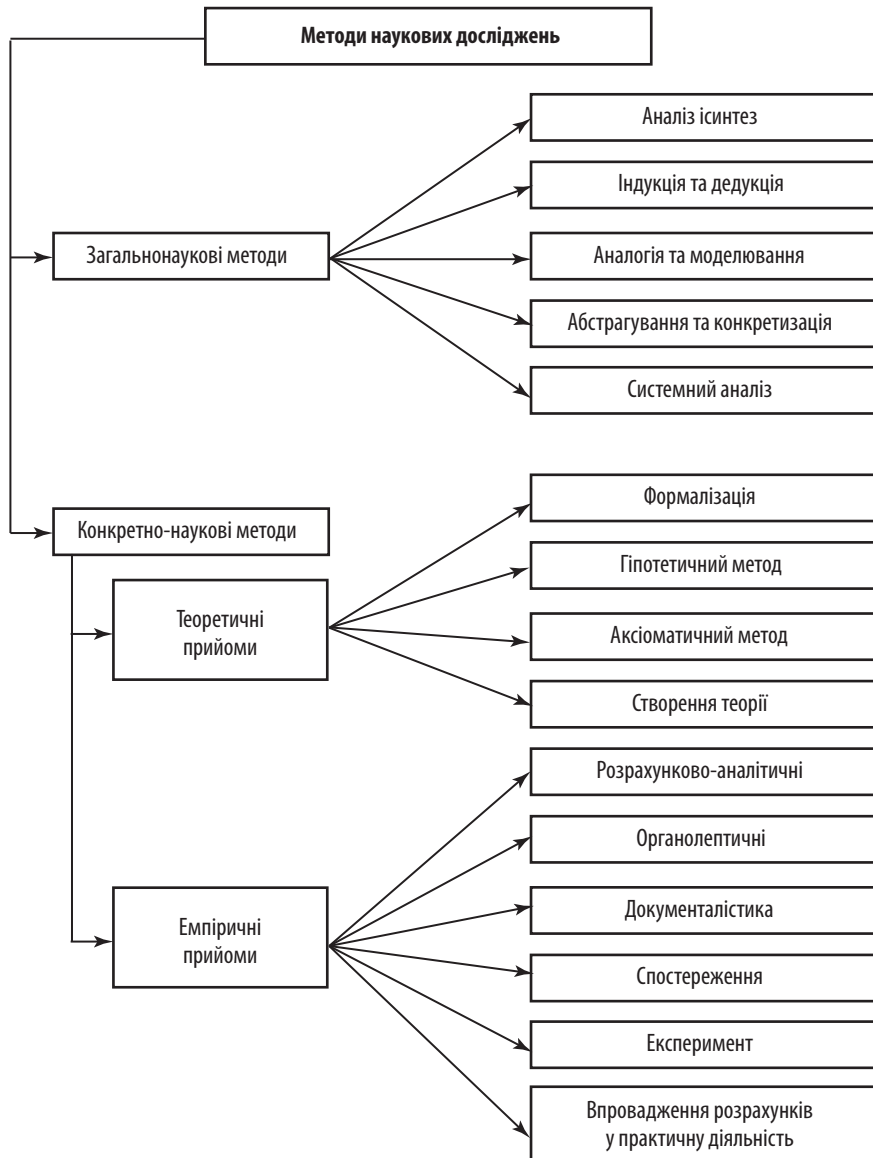 Методи наукових досліджень
Аналіз ісинтез
Індукція та дедукція
Загальнонаукові методи
Аналогія та моделювання
Абстрагування та конкретизація
Системний аналіз
Формалізація
Конкретно-наукові методи
Гіпотетичний метод
Теоретичні
прийоми
Аксіоматичний метод
Створення теорії
Розрахунково-аналітичні
Органолептичні
Документалістика
Емпіричні
прийоми
Спостереження
Експеримент
Впровадження розрахунків
у практичну діяльність